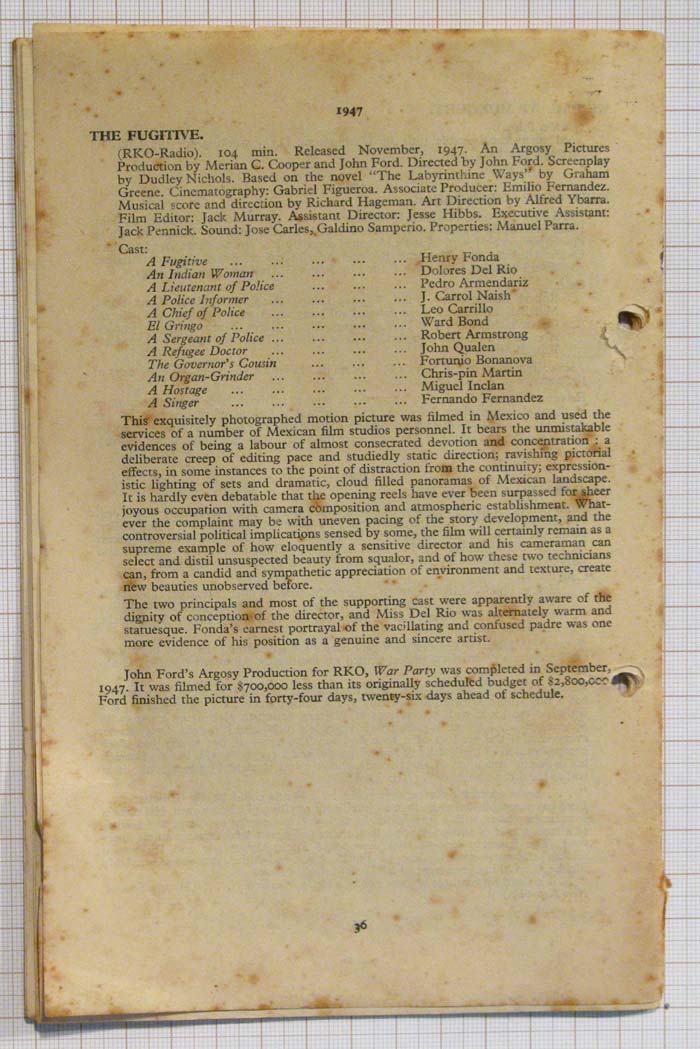 1947
THE FUGITIVE.
(RKO-Radio). 104 min. Released November, 1947. An Argosy Pictures
Production by Merian C. Cooper and John Ford. Directed by John Ford. Screenplay
by Dudley Nichols. Based on the novel "The Labyrinthine Ways" by Graham
Greene. Cinematography: Gabriel Figueroa. Associate Producer: Emilio Fernandez.
Musical score and direction by Richard Hageman. Art Direction by Alfred Ybarra.
Film Editor: Jack Murray. Assistant Director: Jesse Hibbs. Executive Assistant:
Jack Pennick. Sound: Jose Carles, Galdino Samperio. Properties: Manuel Parra.
Cast:
A Fugitive ... ... ... ... ... Henry Fonda
An Indian Woman ... ... ... ... Dolores Del Rio
A Lieutenant of Police ... ... ... Pedro Armendariz
A Police Informer ... ... ... ... J. Carrol Naish
A Chief of Police ... ... ... ... Leo Carrillo
El Gringo ... ... ... ... ... Ward Bond
A Sergeant of Police ... ... ... ... Robert Armstrong
A Refugee Doctor ... ... ... ... John Qualen
The Governor's Cousin ... ... ... Fortunio Bonanova
An Organ-Grinder ... ... ... ... Chris-pin Martin
A Hostage ... ... ... ... ... Miguel Inclan
A Singer ... ... ... ... ... Fernando Fernandez
This exquisitely photographed motion picture was filmed in Mexico and used the
services of a number of Mexican film studios personnel. It bears the unmistakable
evidences of being a labour of almost consecrated devotion and concentration : a
deliberate creep of editing pace and studiedly static direction; ravishing pictorial
effects, in some instances to the point of distraction from the continuity; expression-
istic lighting of sets and dramatic, cloud filled panoramas of Mexican landscape.
It is hardly even debatable that the opening reels have ever been surpassed for sheer
joyous occupation with camera composition and atmospheric establishment. What-
ever the complaint may be with uneven pacing of the story development, and the
controversial political implications sensed by some, the film will certainly remain as a
supreme example of how eloquently a sensitive director and his cameraman can
select and distil unsuspected beauty from squalor, and of how these two technicians
can, from a candid and sympathetic appreciation of environment and texture, create
new beauties unobserved before.
The two principals and most of the supporting cast were apparently aware of the
dignity of conception of the director, and Miss Del Rio was alternately warm and
statuesque. Fonda's earnest portrayal of the vacillating and confused padre was one
more evidence of his position as a genuine and sincere artist.
John Ford's Argosy Production for RKO, War Party was completed in September,
1947. It was filmed for $700,000 less than its originally scheduled budget of $2,800,000
Ford finished the picture in forty-four days, twenty-six days ahead of schedule.
36